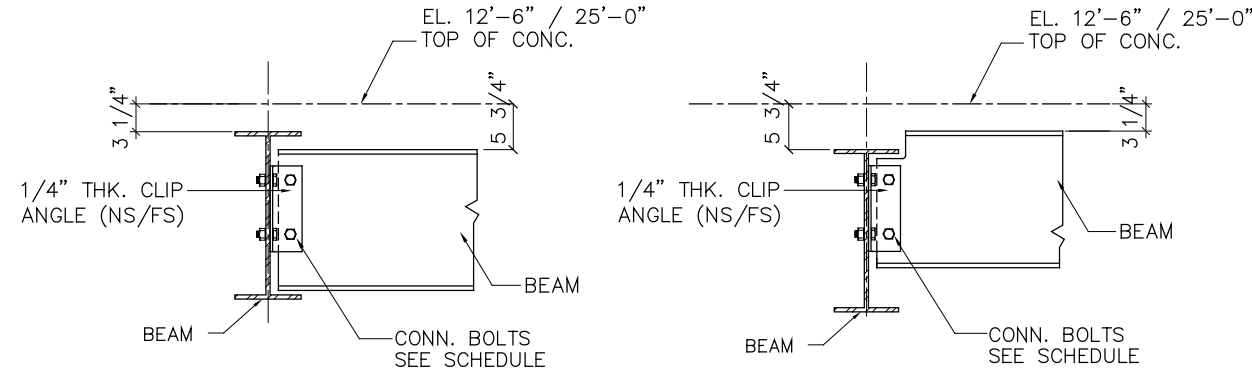 EL. 12'-6" / 25'-0"
TOP OF CONC.
3 1/4"
5 3/4"
1/4" THK. CLIP
ANGLE (NS/FS)
BEAM
BEAM
CONN. BOLTS
SEE SCHEDULE
EL. 12'-6" / 25'-0"
TOP OF CONC.
5 3/4"
3 1/4"
1/4" THK. CLIP
ANGLE (NS/FS)
BEAM
BEAM
CONN. BOLTS
SEE SCHEDULE